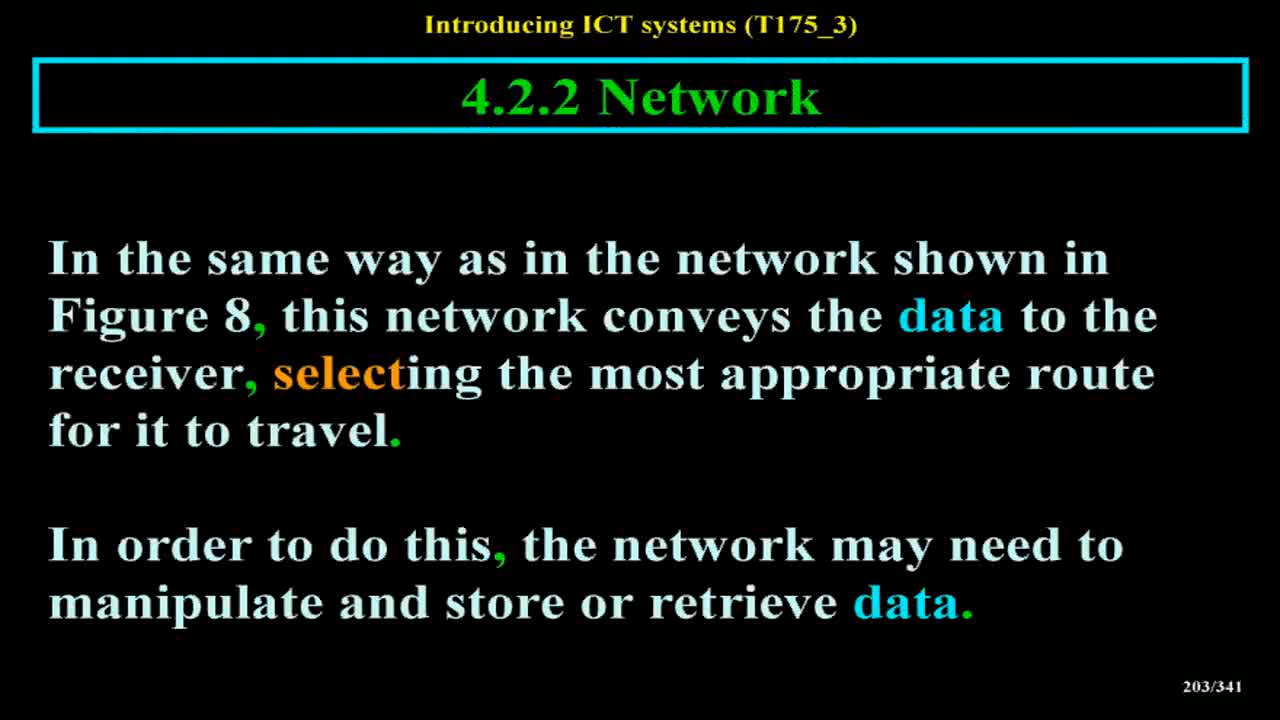 Introducing ICT systems (T175_3)
4.2.2 Network
In the same way as in the network shown in
Figure 8, this network conveys the data to the
receiver, selecting the most appropriate route
for it to travel.
In order to do this, the network may need to
manipulate and store or retrieve data.
203/341